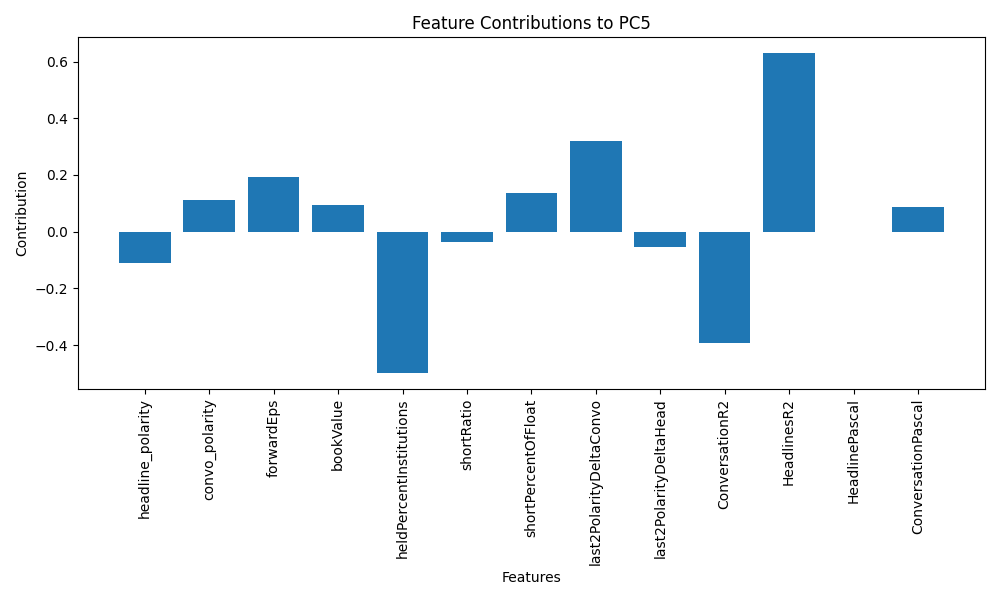 Feature Contributions to PC5
Contribution
0.6
0.4
0.2
0.0
−0.2
−0.4
headline_polarity
convo_polarity
forwardEps
bookValue
heldPercentInstitutions
shortRatio
shortPercentOfFloat
last2PolarityDeltaConvo
last2PolarityDeltaHead
ConversationR2
HeadlinesR2
HeadlinePascal
ConversationPascal
Features